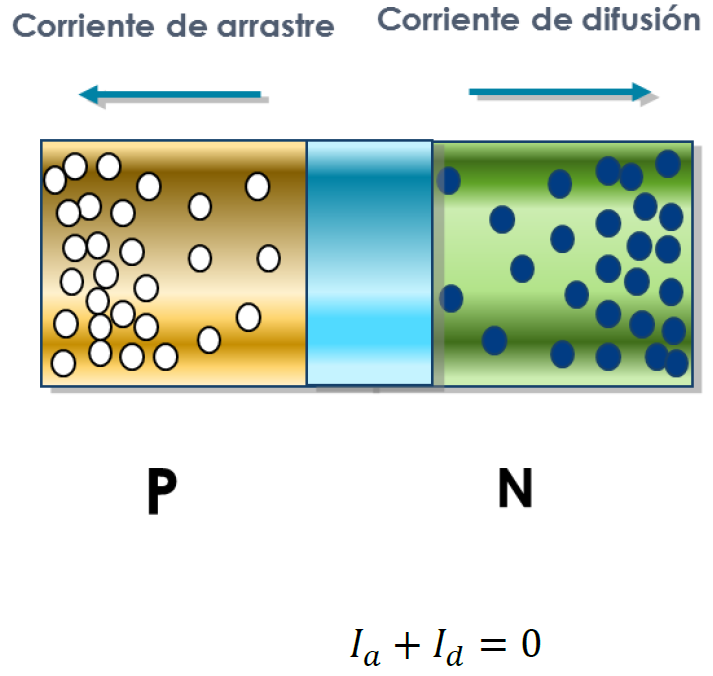 Corriente de arrastre
Corriente de difusión
P
N
I_a + I_d = 0